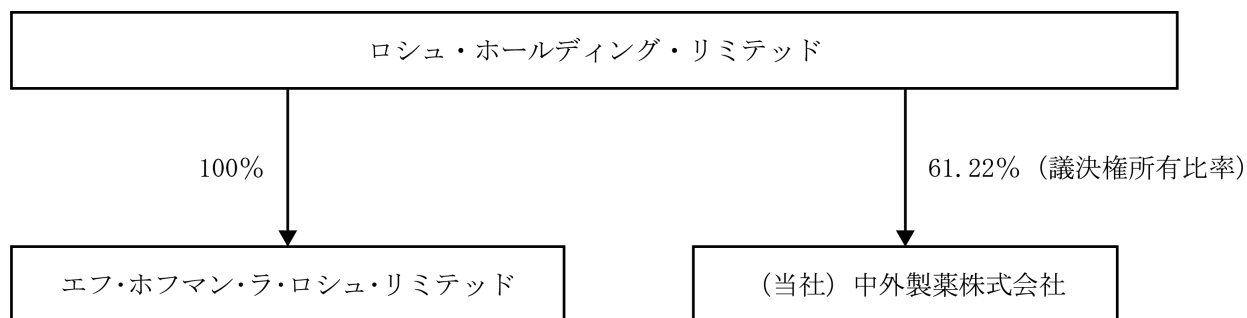 ロシュ・ホールディング・リミテッド
100%
61.22%（議決権所有比率）
エフ・ホフマン・ラ・ロシュ・リミテッド
（当社）中外製薬株式会社